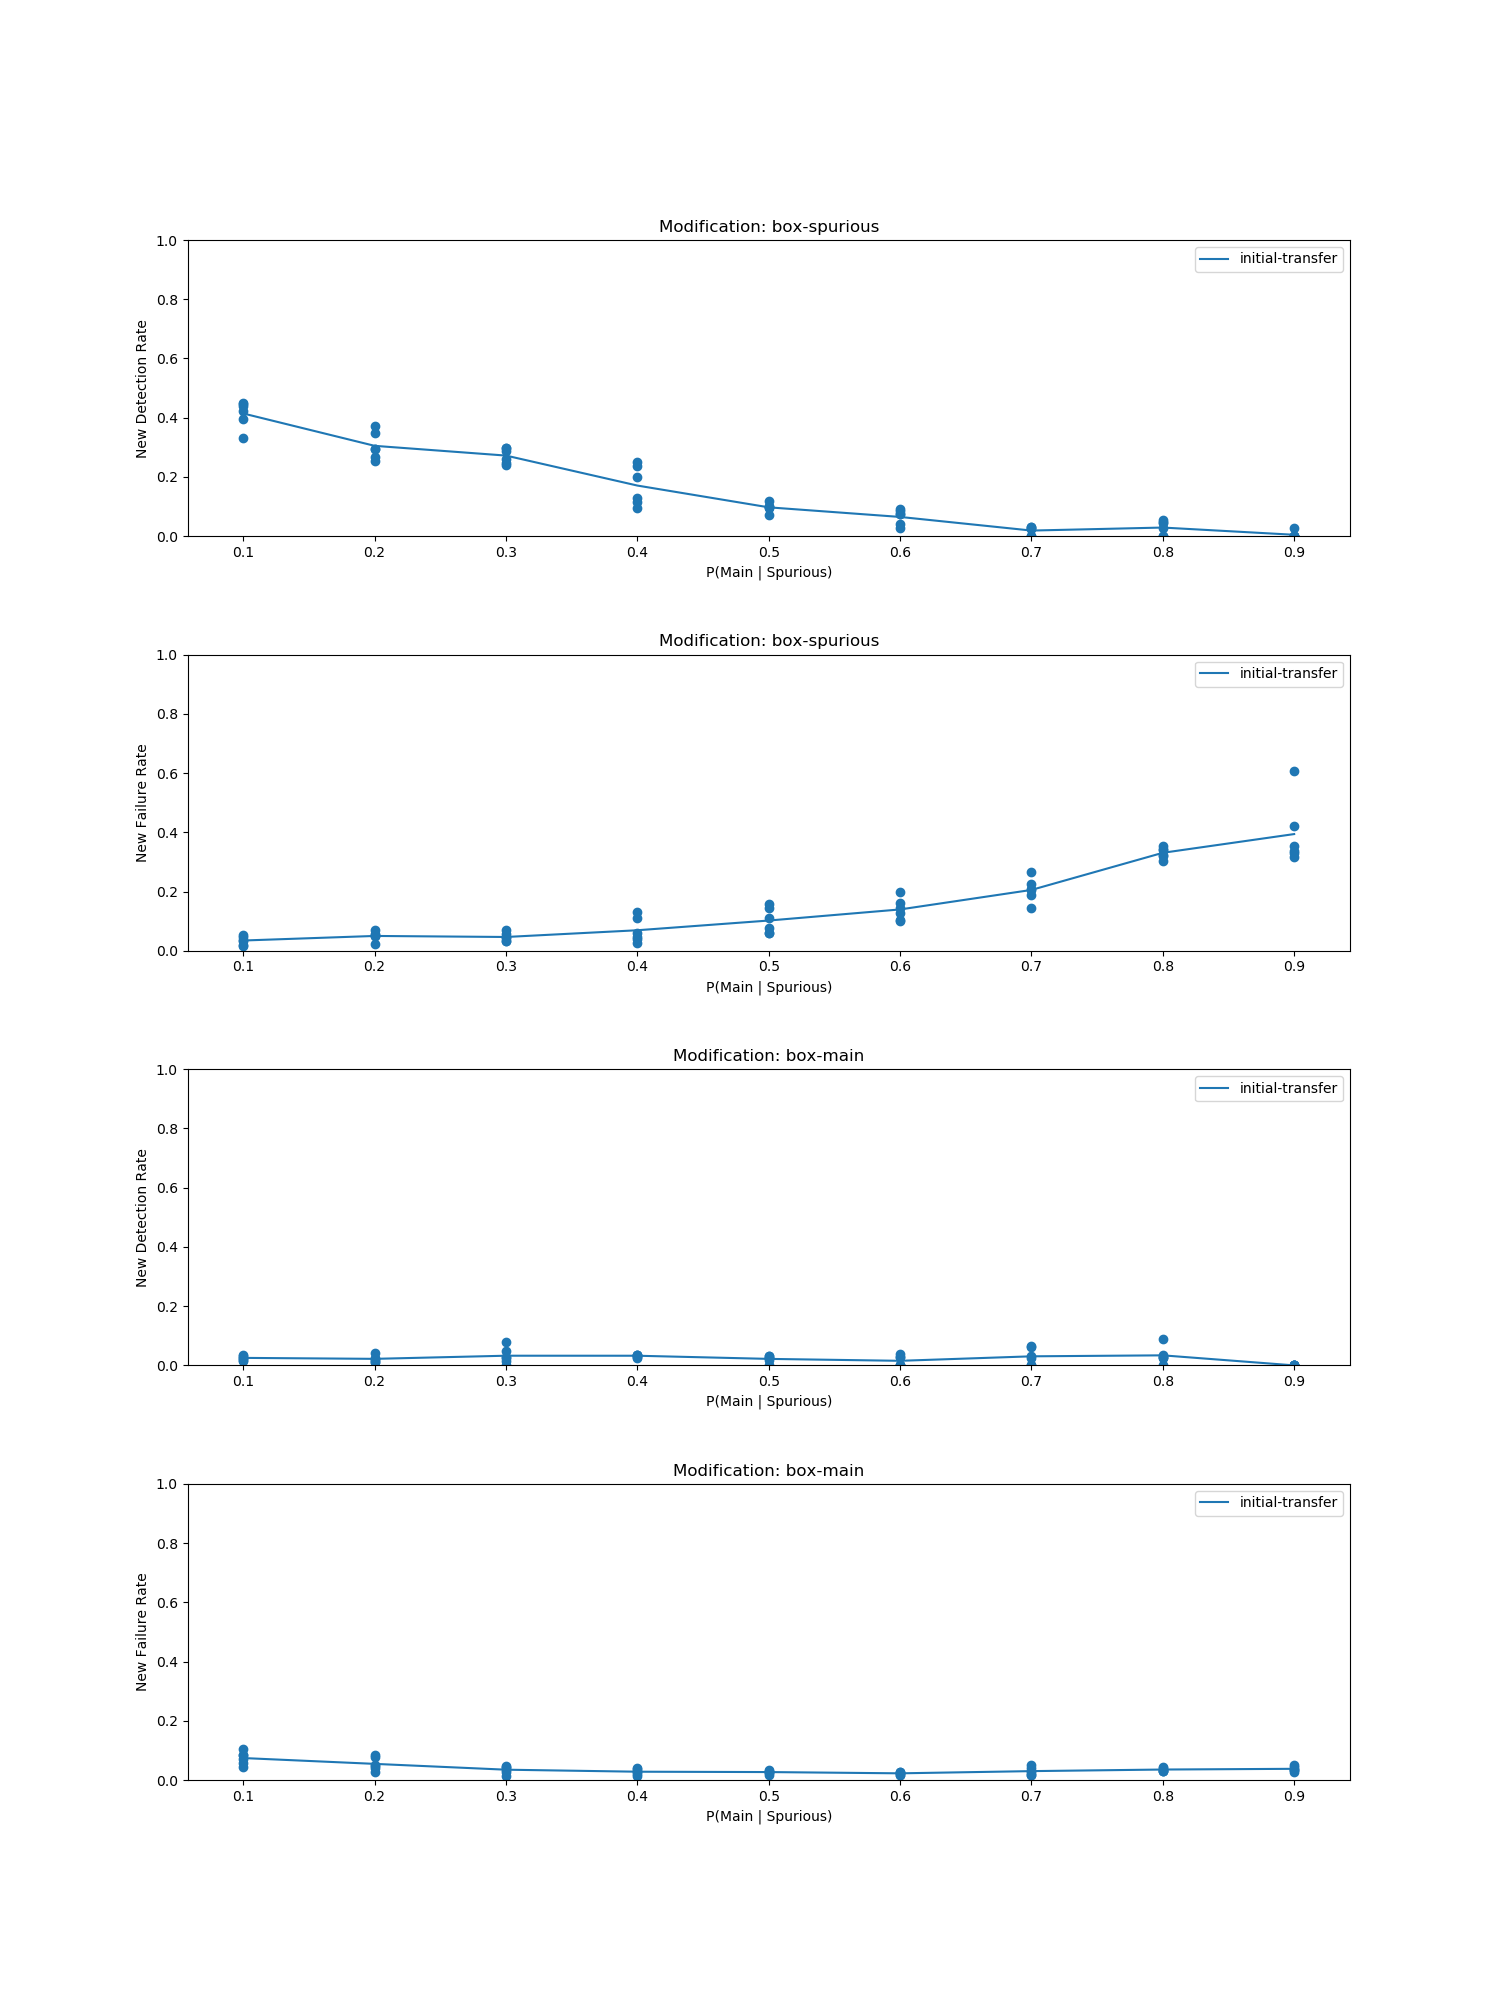 Modification: box-spurious
1.0
initial-transfer
0.8
0.6
New Detection Rate
0.4
0.2
0.0
0.1 0.2 0.3 0.4 0.5 0.6 0.7 0.8 0.9
P(Main | Spurious)
Modification: box-spurious
1.0
initial-transfer
0.8
0.6
New Failure Rate
0.4
0.2
0.0
0.1 0.2 0.3 0.4 0.5 0.6 0.7 0.8 0.9
P(Main | Spurious)
Modification: box-main
1.0
initial-transfer
0.8
0.6
New Detection Rate
0.4
0.2
0.0
0.1 0.2 0.3 0.4 0.5 0.6 0.7 0.8 0.9
P(Main | Spurious)
Modification: box-main
1.0
initial-transfer
0.8
0.6
New Failure Rate
0.4
0.2
0.0
0.1 0.2 0.3 0.4 0.5 0.6 0.7 0.8 0.9
P(Main | Spurious)